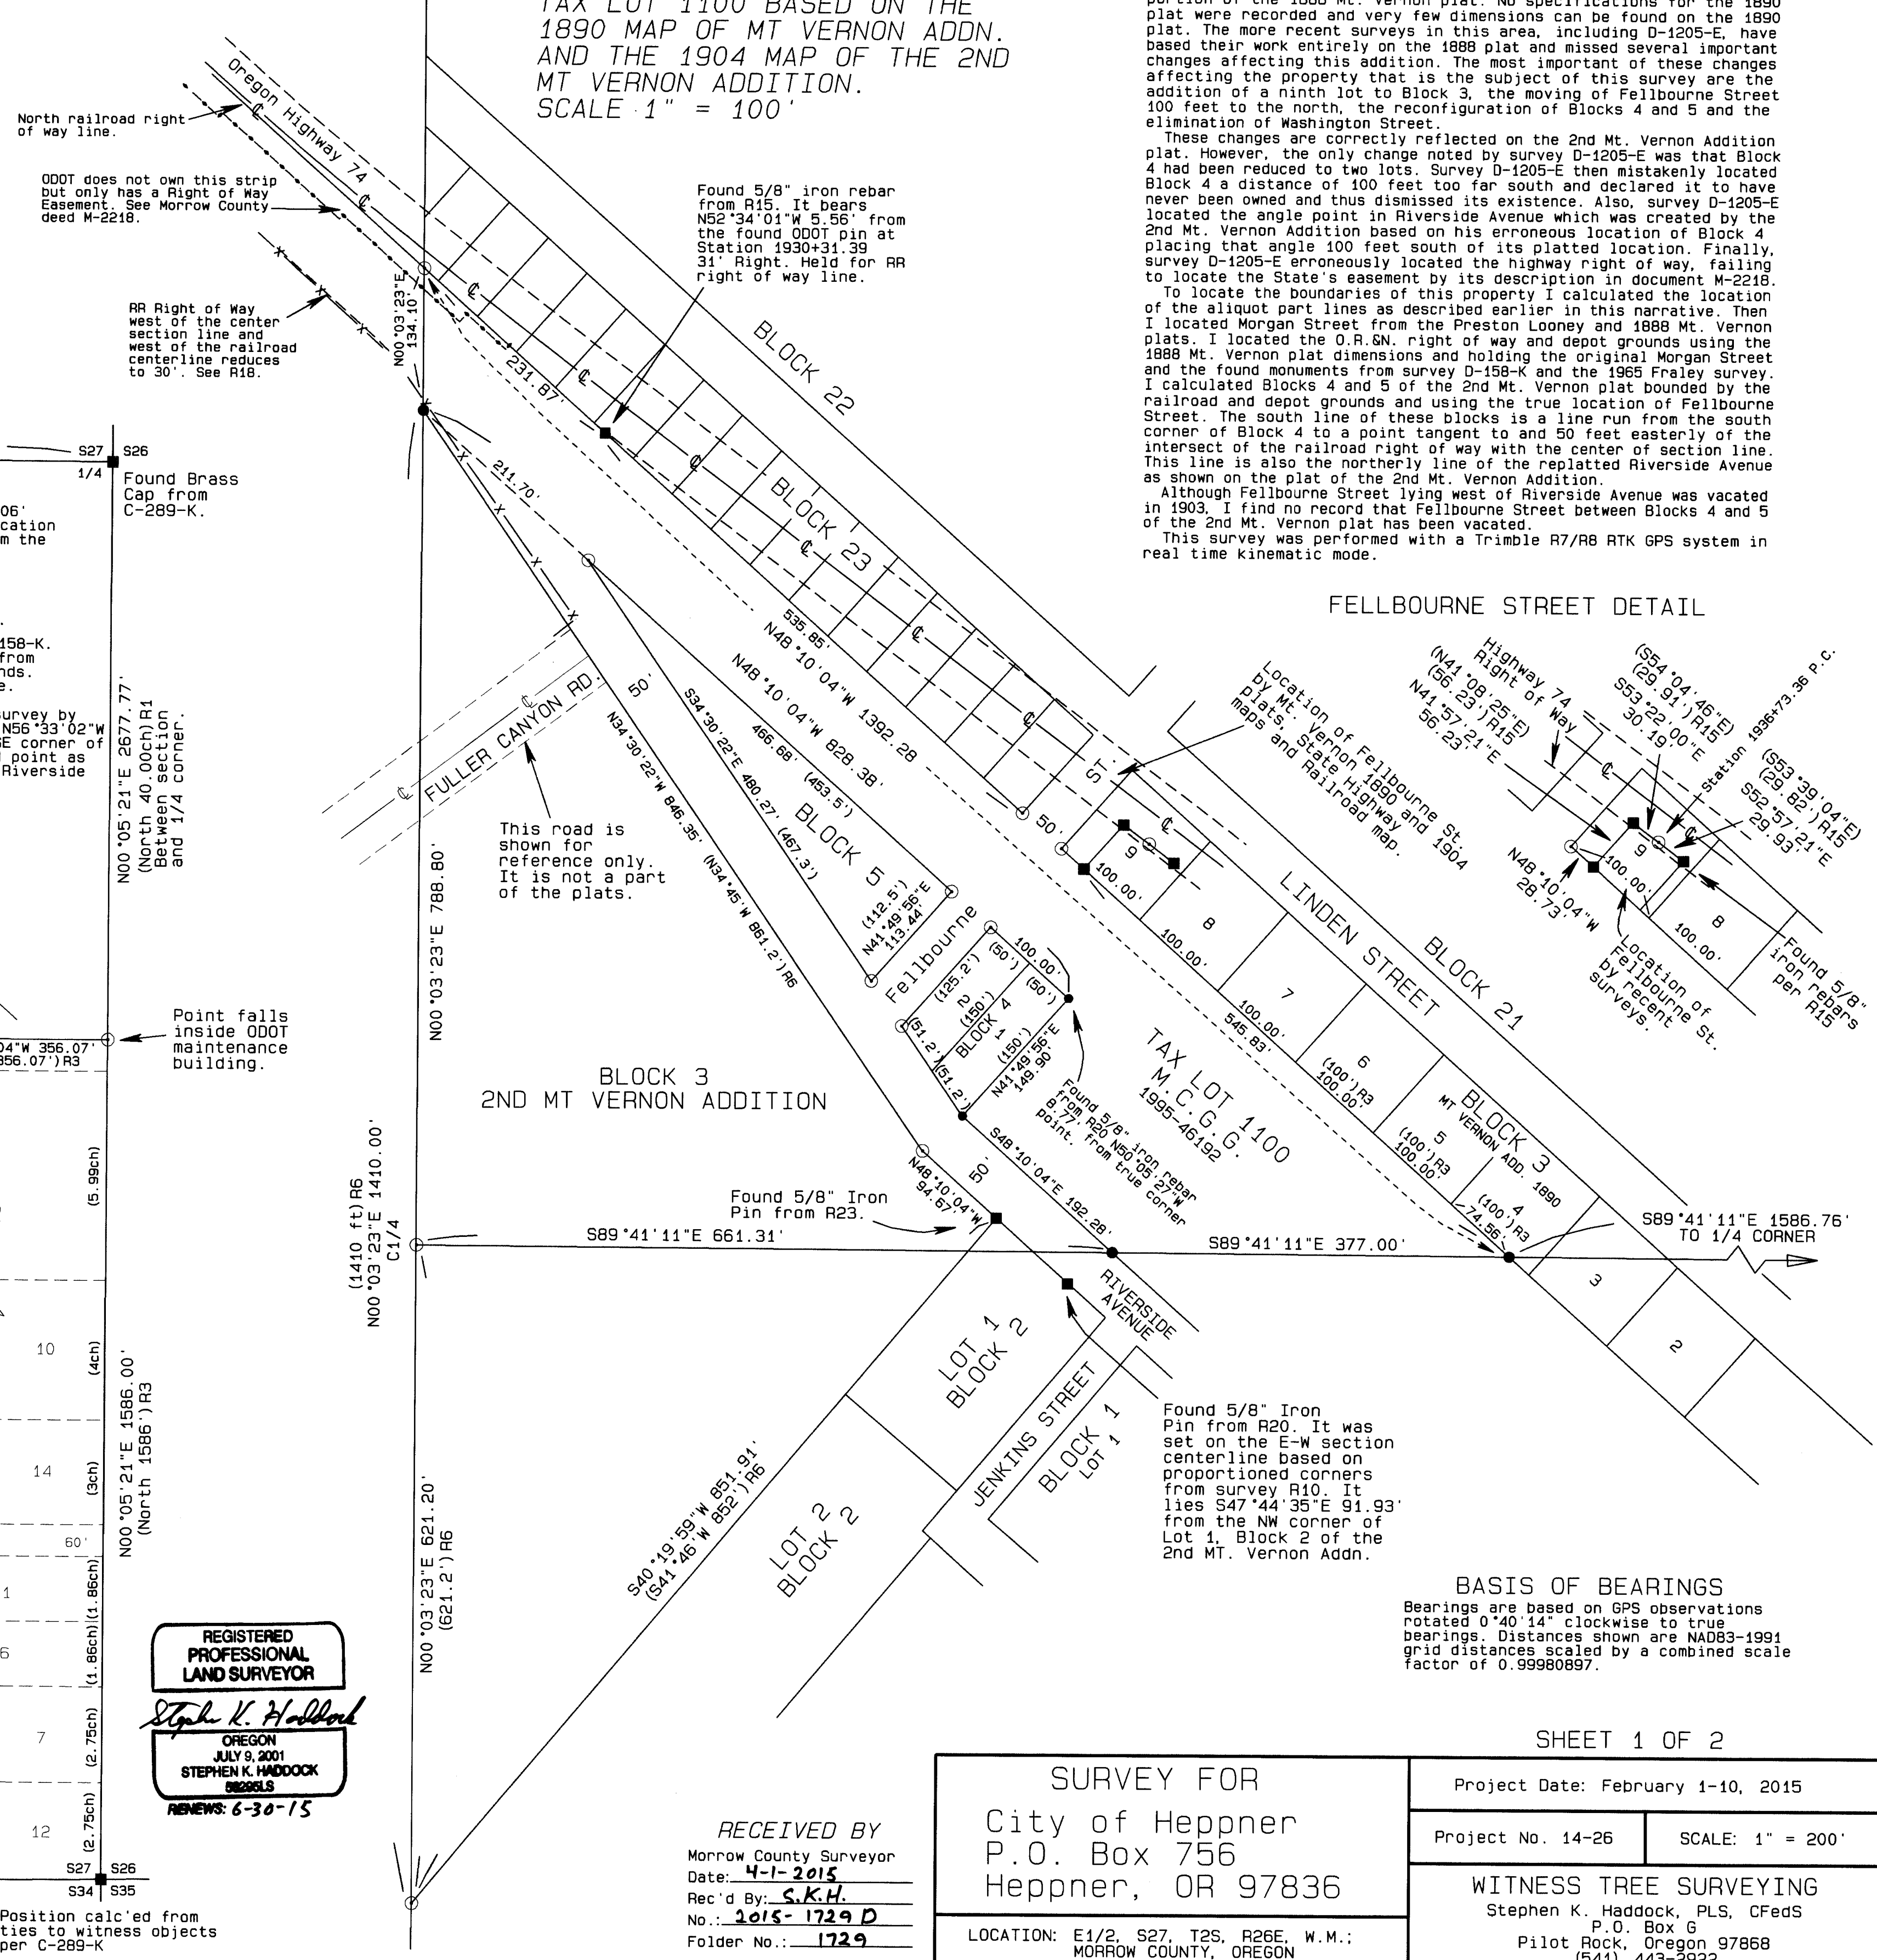 TAX LOT 1100 BASED ON THE
1890 MAP OF MT VERNON ADDN.
AND THE 1904 MAP OF THE 2ND
MT VERNON ADDITION.
SCALE 1" = 100'
portion of the 1888 Mt. Vernon plat. No specifications for the 1890
plat were recorded and very few dimensions can be found on the 1890
plat. The more recent surveys in this area, including D-1205-E, have
based their work entirely on the 1888 plat and missed several important
changes affecting this addition. The most important of these changes
affecting the property that is the subject of this survey are the
addition of a ninth lot to Block 3, the moving of Fellbourne Street
100 feet to the north, the reconfiguration of Blocks 4 and 5 and the
elimination of Washington Street.
These changes are correctly reflected on the 2nd Mt. Vernon Addition
plat. However, the only change noted by survey D-1205-E was that Block
4 had been reduced to two lots. Survey D-1205-E then mistakenly located
Block 4 a distance of 100 feet too far south and declared it to have
never been owned and thus dismissed its existence. Also, survey D-1205-E
located the angle point in Riverside Avenue which was created by the
2nd Mt. Vernon Addition based on his erroneous location of Block 4
placing that angle 100 feet south of its platted location. Finally,
survey D-1205-E erroneously located the highway right of way, failing
to locate the State's easement by its description in document M-2218.
To locate the boundaries of this property I calculated the location
of the aliquot part lines as described earlier in this narrative. Then
I located Morgan Street from the Preston Looney and 1888 Mt. Vernon
plats. I located the O.R.&N. right of way and depot grounds using the
1888 Mt. Vernon plat dimensions and holding the original Morgan Street
and the found monuments from survey D-158-K and the 1965 Fraley survey.
I calculated Blocks 4 and 5 of the 2nd Mt. Vernon plat bounded by the
railroad and depot grounds and using the true location of Fellbourne
Street. The south line of these blocks is a line run from the south
corner of Block 4 to a point tangent to and 50 feet easterly of the
intersect of the railroad right of way with the center of section line.
This line is also the northerly line of the replatted Riverside Avenue
as shown on the plat of the 2nd Mt. Vernon Addition.
Although Fellbourne Street lying west of Riverside Avenue was vacated
in 1903, I find no record that Fellbourne Street between Blocks 4 and 5
of the 2nd Mt. Vernon plat has been vacated.
This survey was performed with a Trimble R7/R8 RTK GPS system in
real time kinematic mode.
North railroad right
of way line.
Oregon Highway 74
ODOT does not own this strip
but only has a Right of Way
Easement. See Morrow County
deed M-2218.
RR Right of Way
west of the center
section line and
west of the railroad
centerline reduces
to 30'. See R18.
N00°03'23"E
134.10'
Found 5/8" iron rebar
from R15. It bears
N52°34'01"W 5.56' from
the found ODOT pin at
Station 1930+31.39
31' Right. Held for RR
right of way line.
BLOCK 22
231.87'
211.70'
BLOCK 23
535.85'
N48°10'04"W 1392.28
N48°10'04"W 828.38'
466.68' (453.5')
S34°30'22"E 480.27' (467.3')
N34°30'22"W 846.35' (N34°45'W 861.2')R6
BLOCK 5
50'
FULLER CANYON RD.
This road is
shown for
reference only.
It is not a part
of the plats.
S27 S26
1/4
Found Brass
Cap from
C-289-K.
06'
cation
m the
158-K.
from
nds.
e.
survey by
N56°33'02"W
SE corner of
point as
Riverside
N00°05'21"E 2677.77'
(North 40.00ch)R1
Between section
and 1/4 corner.
N00°03'23"E 788.80'
FELLBOURNE STREET DETAIL
Highway 74
Right of Way
(N41°08'25"E)
(56.23')R15
N41°57'21"E
56.23'
(S54°04'46"E)
(29.91')R15
S53°22'00"E
30.19'
Station 1936+73.36 P.C.
(S53°39'04"E)
(29.82')R15
S52°57'21"E
29.93'
9
100.00'
8
100.00'
N48°10'04"W
28.73'
Location of
Fellbourne St.
by recent
surveys.
Found 5/8"
iron rebars
per R15
Location of Fellbourne St.
by Mt. Vernon 1890 and 1904
plats, State Highway
maps and Railroad map.
ST.
50'
9
100.00'
8
100.00'
LINDEN STREET
BLOCK 21
7
100.00'
545.83'
6
(100')R3
100.00'
5
(100')R3
100.00'
BLOCK 3
MT VERNON ADD. 1890
4
(100')R3
74.56'
3
2
(112.5')
N41°49'56"E
113.44'
Fellbourne
100.00'
(50')
(50')
(125.2')
2
(150')
BLOCK 4
1
(150')
N41°49'56"E
149.90'
(51.2')
(51.2')
Found 5/8" iron rebar
from R20 N50°05'27"W
8.77' from true corner
point.
TAX LOT 1100
M.C.G.G.
1995-46192
Point falls
inside ODOT
maintenance
building.
04"W 356.07'
356.07')R3
BLOCK 3
2ND MT VERNON ADDITION
N48°10'04"W
94.67'
50'
S48°10'04"E 192.28'
Found 5/8" Iron
Pin from R23.
S89°41'11"E 661.31'
S89°41'11"E 377.00'
S89°41'11"E 1586.76'
TO 1/4 CORNER
(1410 ft)R6
N00°03'23"E 1410.00'
C1/4
RIVERSIDE
AVENUE
LOT 1
BLOCK 2
JENKINS STREET
BLOCK 1
LOT 1
LOT 2
BLOCK 2
S40°19'59"W 851.91'
(S41°46'W 852')R6
N00°03'23"E 621.20'
(621.2')R6
Found 5/8" Iron
Pin from R20. It was
set on the E-W section
centerline based on
proportioned corners
from survey R10. It
lies S47°44'35"E 91.93'
from the NW corner of
Lot 1, Block 2 of the
2nd MT. Vernon Addn.
(5.99ch)
10
(4ch)
14
(3ch)
60'
1
(1.86ch)
6
(1.86ch)
7
(2.75ch)
12
(2.75ch)
N00°05'21"E 1586.00'
(North 1586')R3
S27 S26
S34 S35
Position calc'ed from
ties to witness objects
per C-289-K
REGISTERED
PROFESSIONAL
LAND SURVEYOR
Stephen K. Haddock
OREGON
JULY 9, 2001
STEPHEN K. HADDOCK
RENEWS: 6-30-15
BASIS OF BEARINGS
Bearings are based on GPS observations
rotated 0°40'14" clockwise to true
bearings. Distances shown are NAD83-1991
grid distances scaled by a combined scale
factor of 0.99980897.
RECEIVED BY
Morrow County Surveyor
Date: 4-1-2015
Rec'd By: S.K.H.
No.: 2015-1729D
Folder No.: 1729
SHEET 1 OF 2
SURVEY FOR
City of Heppner
P.O. Box 756
Heppner, OR 97836
LOCATION: E1/2, S27, T2S, R26E, W.M.;
MORROW COUNTY, OREGON
Project Date: February 1-10, 2015
Project No. 14-26
SCALE: 1" = 200'
WITNESS TREE SURVEYING
Stephen K. Haddock, PLS, CFedS
P.O. Box G
Pilot Rock, Oregon 97868
(541) 443-2922